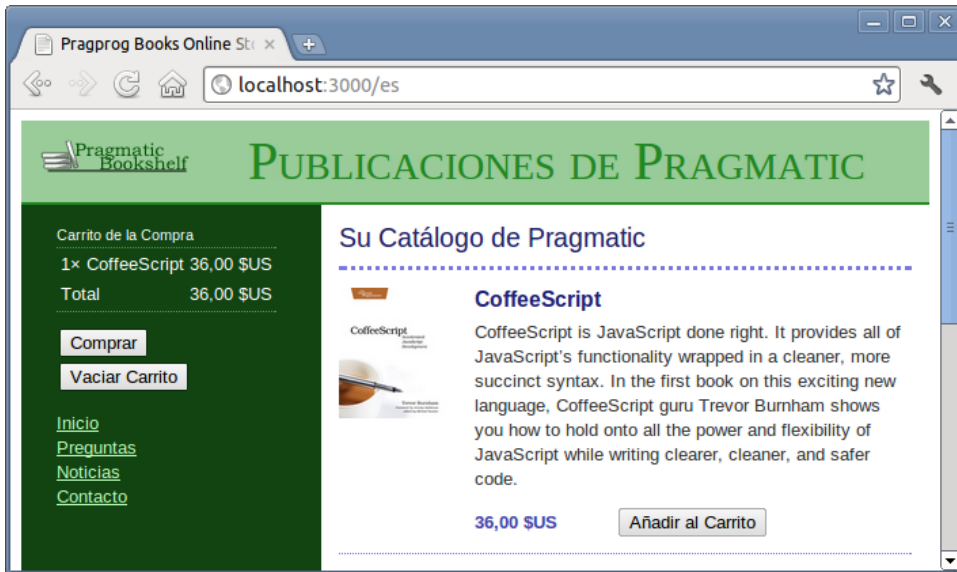 Pragprog Books Online Sto
localhost:3000/es
Pragmatic
Bookshelf
PUBLICACIONES DE PRAGMATIC
Carrito de la Compra
1× CoffeeScript 36,00 $US
Total 36,00 $US
Comprar
Vaciar Carrito
Inicio
Preguntas
Noticias
Contacto
Su Catálogo de Pragmatic
CoffeeScript
CoffeeScript
CoffeeScript is JavaScript done right. It provides all of
JavaScript's functionality wrapped in a cleaner, more
succinct syntax. In the first book on this exciting new
language, CoffeeScript guru Trevor Burnham shows
you how to hold onto all the power and flexibility of
JavaScript while writing clearer, cleaner, and safer
code.
36,00 $US
Añadir al Carrito